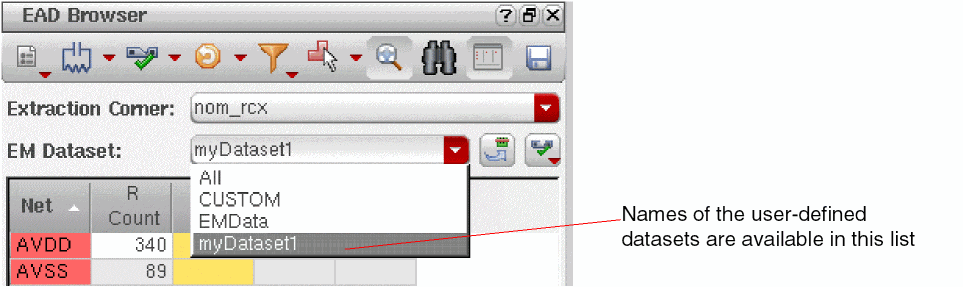 EAD Browser
Extraction Corner: nom_rcx
EM Dataset: myDataset1
All
CUSTOM
EMData
myDataset1
Net R Count
AVDD 340
AVSS 89
Names of the user-defined
datasets are available in this list